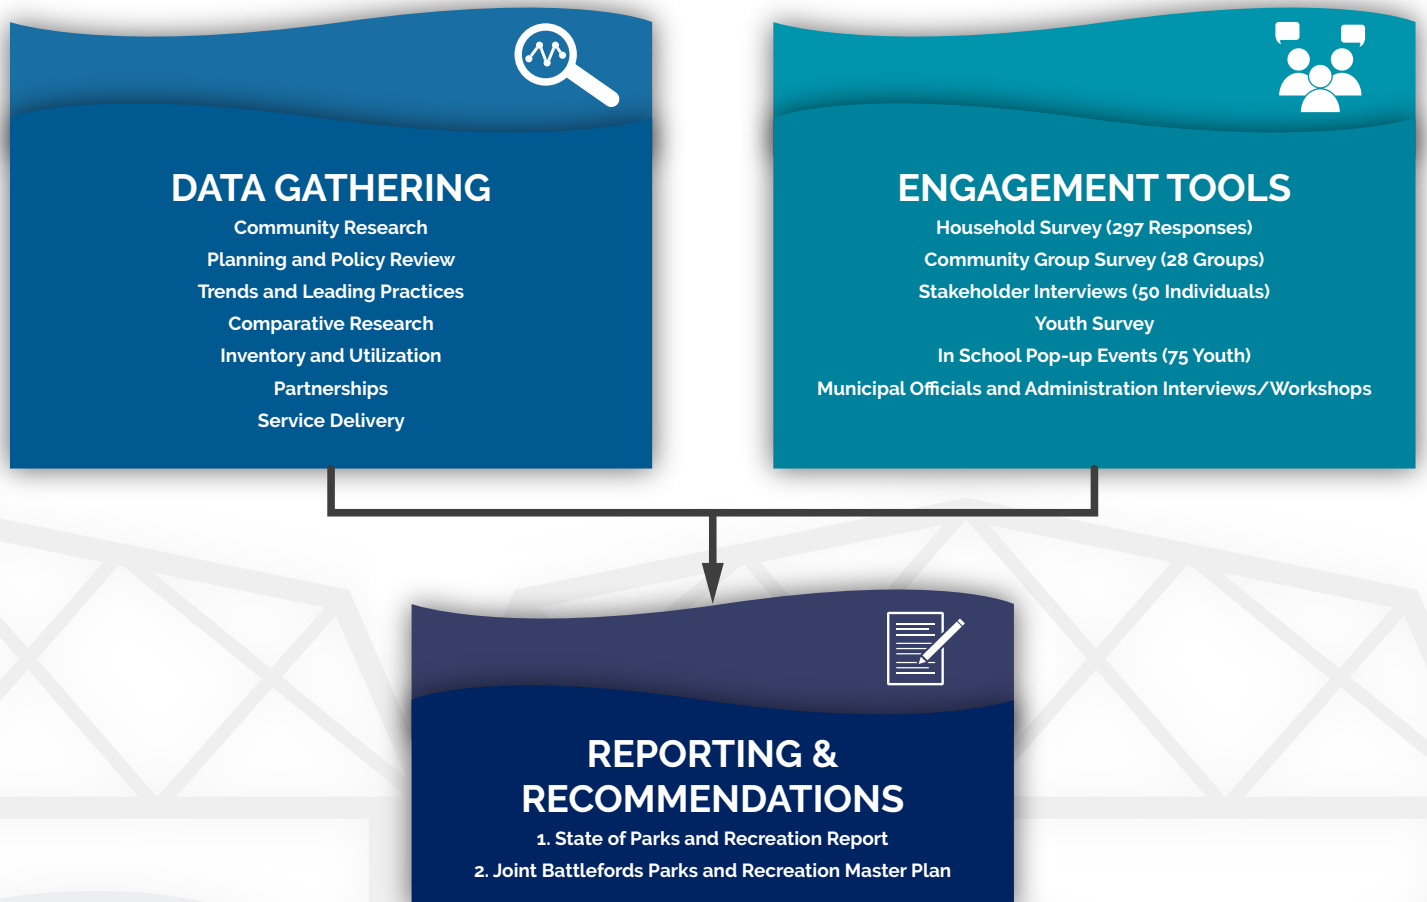 DATA GATHERING
Community Research
Planning and Policy Review
Trends and Leading Practices
Comparative Research
Inventory and Utilization
Partnerships
Service Delivery
ENGAGEMENT TOOLS
Household Survey (297 Responses)
Community Group Survey (28 Groups)
Stakeholder Interviews (50 Individuals)
Youth Survey
In School Pop-up Events (75 Youth)
Municipal Officials and Administration Interviews/Workshops
REPORTING &
RECOMMENDATIONS
1. State of Parks and Recreation Report
2. Joint Battlefords Parks and Recreation Master Plan